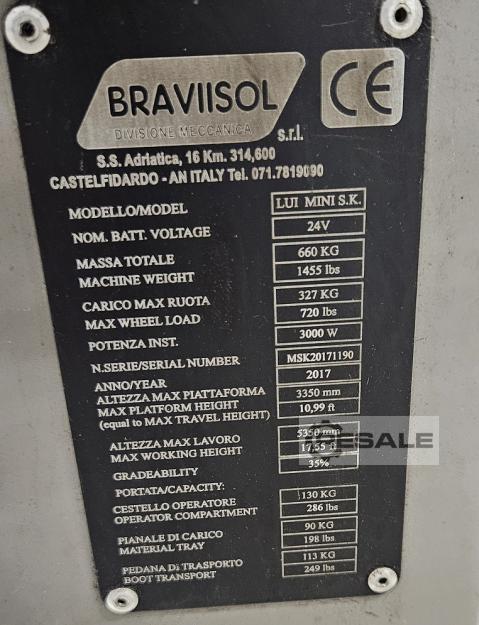 BRAVIISOL
DIVISIONE MECCANICA
s.r.l.
CE
S.S. Adriatica, 16 Km. 314,600
CASTELFIDARDO - AN ITALY Tel. 071.7819090
MODELLO/MODEL LUI MINI S.K.
NOM. BATT. VOLTAGE 24V
MASSA TOTALE 660 KG
MACHINE WEIGHT 1455 lbs
CARICO MAX RUOTA 327 KG
MAX WHEEL LOAD 720 lbs
POTENZA INST. 3000 W
N.SERIE/SERIAL NUMBER MSK20171190
ANNO/YEAR 2017
ALTEZZA MAX PIATTAFORMA 3350 mm
MAX PLATFORM HEIGHT 10,99 ft
(equal to MAX TRAVEL HEIGHT)
ALTEZZA MAX LAVORO 5350 mm
MAX WORKING HEIGHT 17,55 ft
GRADEABILITY 35%
PORTATA/CAPACITY:
CESTELLO OPERATORE 130 KG
OPERATOR COMPARTMENT 286 lbs
PIANALE DI CARICO 90 KG
MATERIAL TRAY 198 lbs
PEDANA Di TRASPORTO 113 KG
BOOT TRANSPORT 249 lbs
ESALE